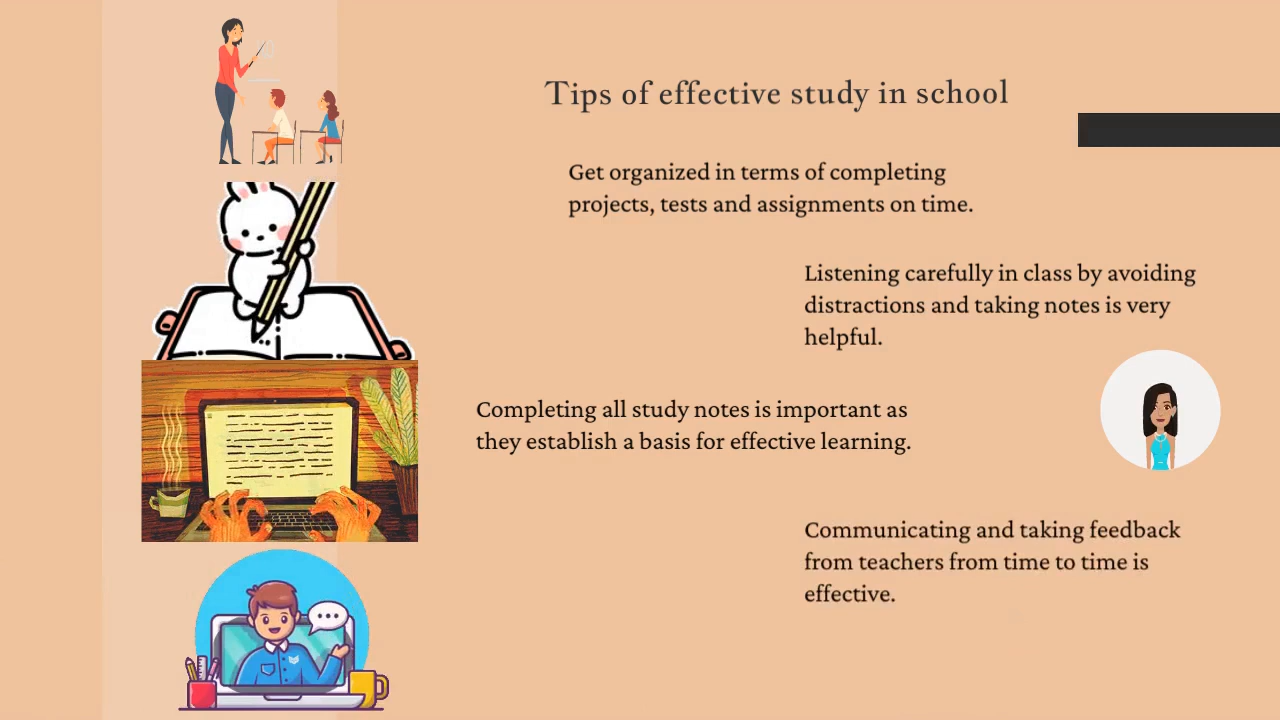 Tips of effective study in school
Get organized in terms of completing
projects, tests and assignments on time.
Listening carefully in class by avoiding
distractions and taking notes is very
helpful.
Completing all study notes is important as
they establish a basis for effective learning.
Communicating and taking feedback
from teachers from time to time is
effective.